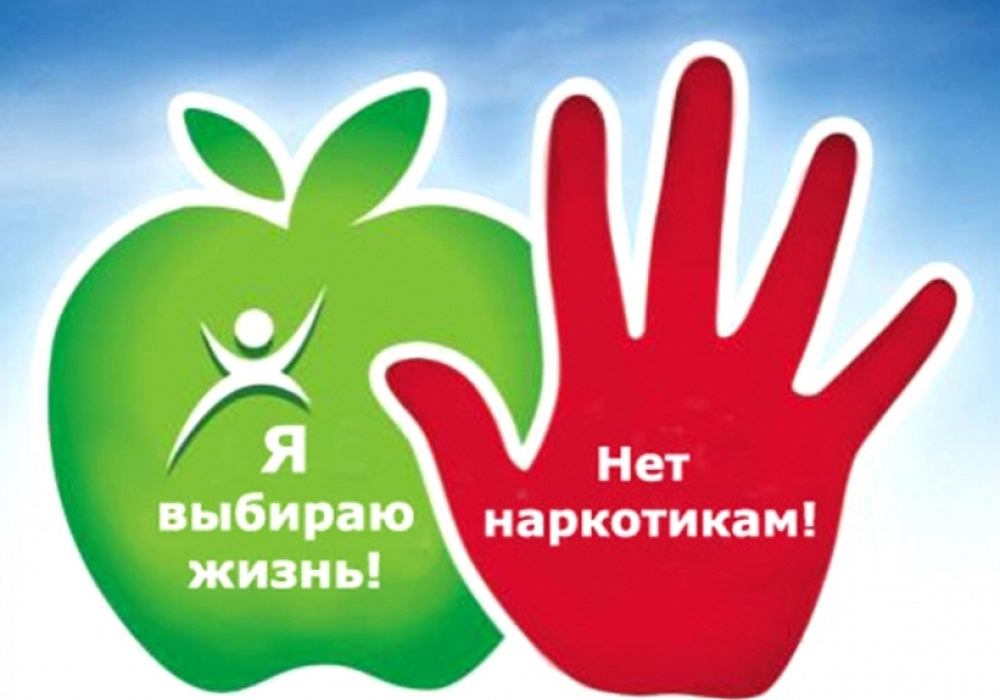 Я
выбираю
жизнь!
Нет
наркотикам!